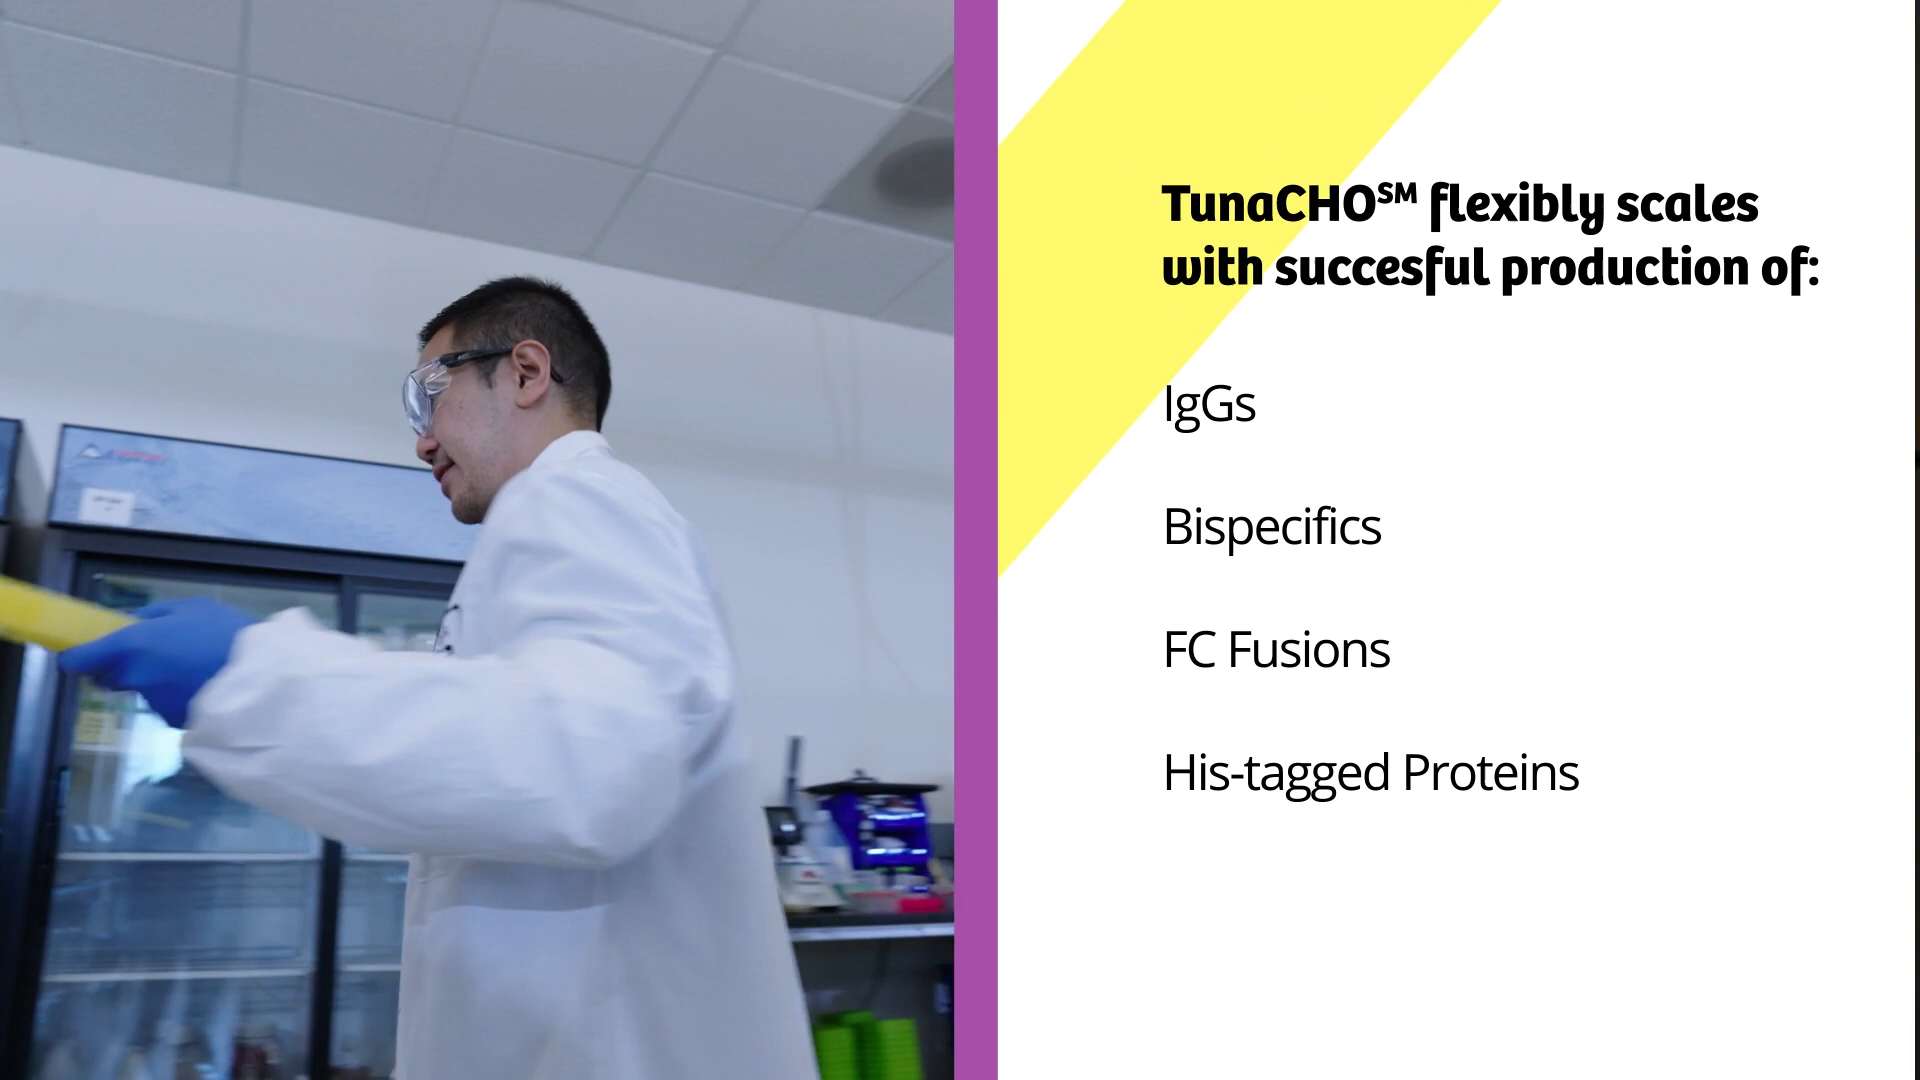 TunaCHO℠ flexibly scales
with succesful production of:
IgGs
Bispecifics
FC Fusions
His-tagged Proteins